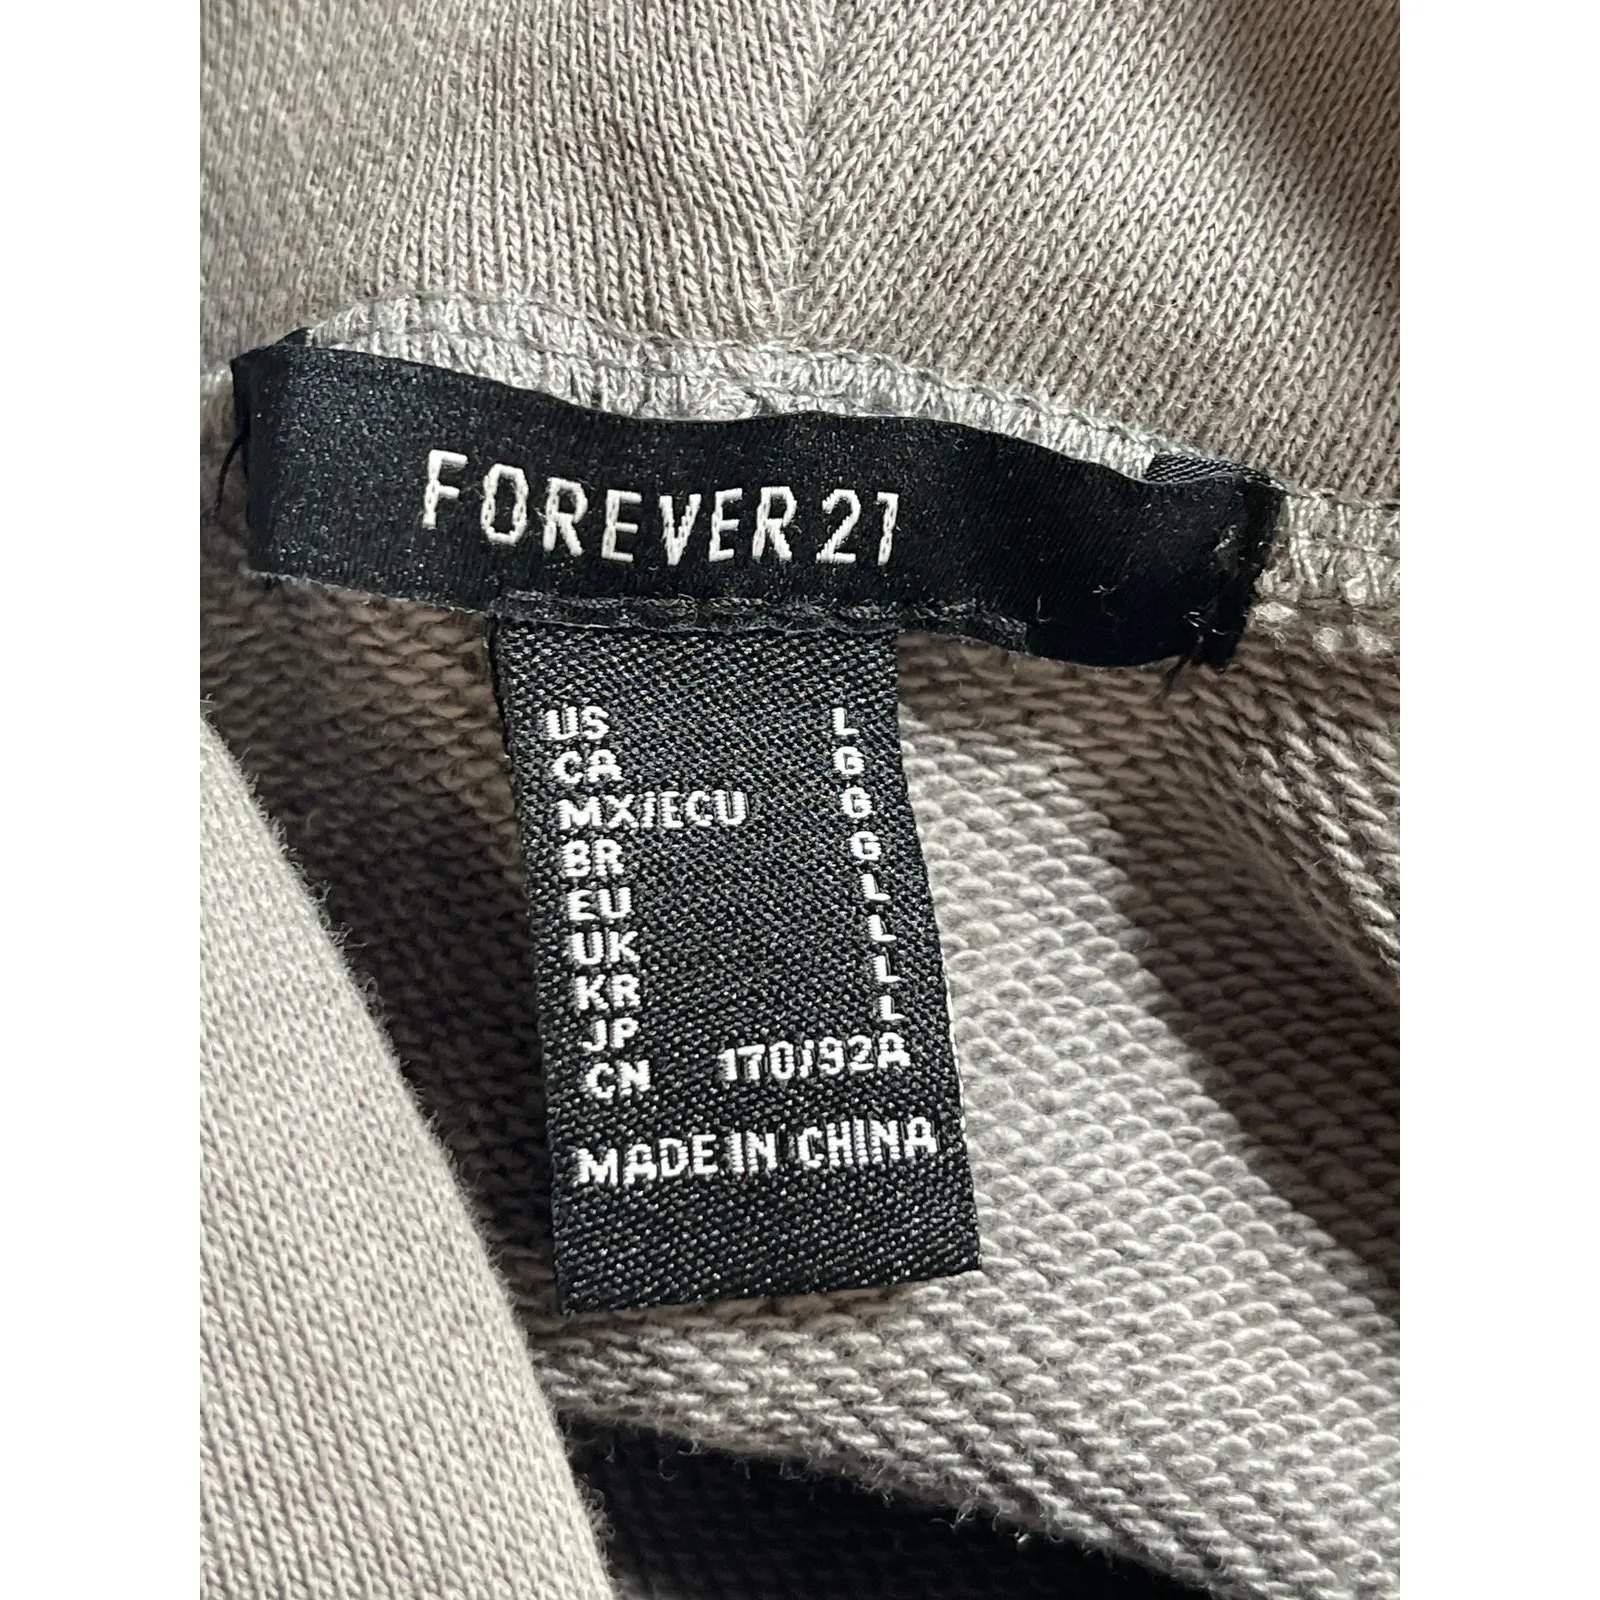 FOREVER 21
US L
CA G
MX/ECU G
BR G
EU L
UK L
KR L
JP L
CN 170/92A
MADE IN CHINA